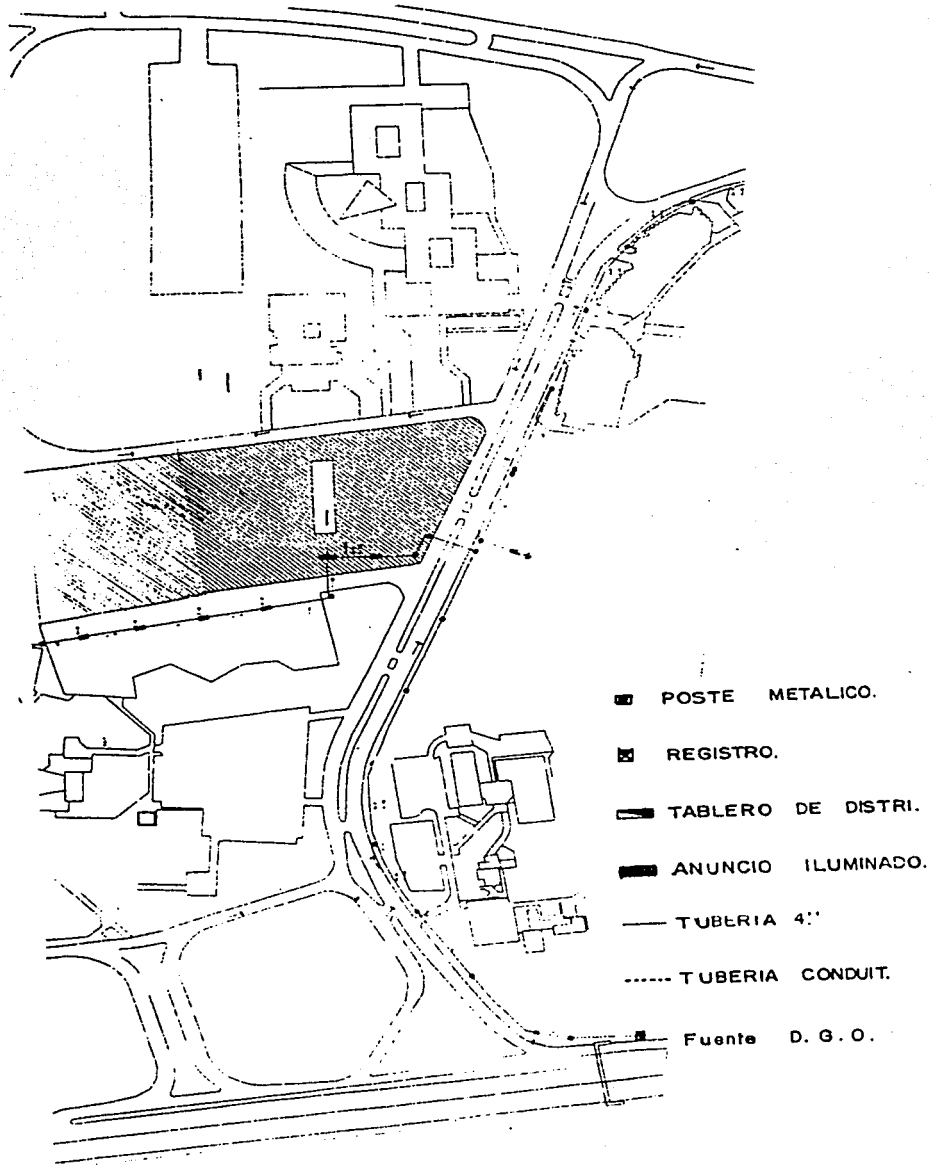 POSTE METALICO.
REGISTRO.
TABLERO DE DISTRI.
ANUNCIO ILUMINADO.
TUBERIA 4."
TUBERIA CONDUIT.
Fuente D. G. O.